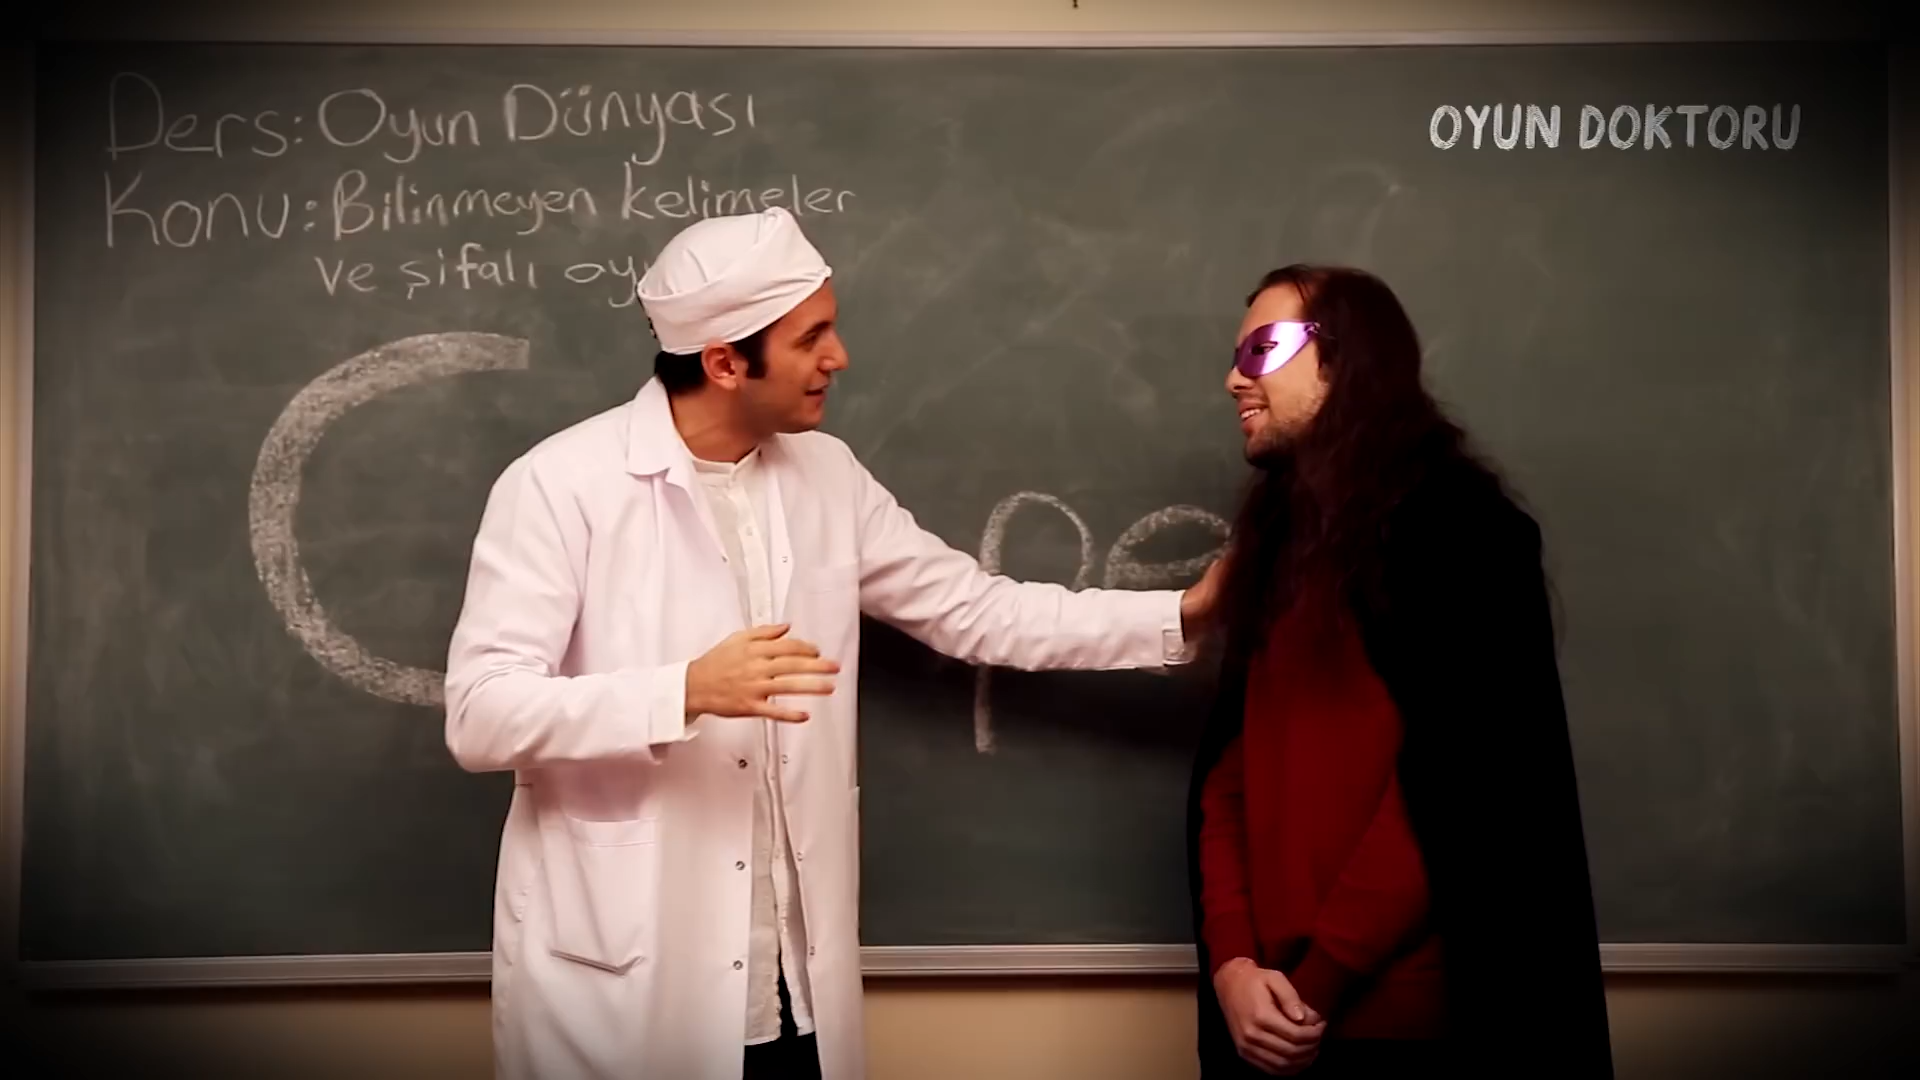 Ders: Oyun Dünyası
OYUN DOKTORU
Konu: Bilinmeyen kelimeler
ve şifalı